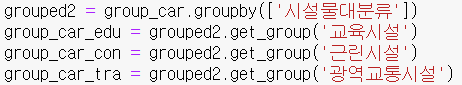 grouped2 = group_car.groupby(['시설물대분류'])
group_car_edu = grouped2.get_group('교육시설')
group_car_con = grouped2.get_group('근린시설')
group_car_tra = grouped2.get_group('광역교통시설')